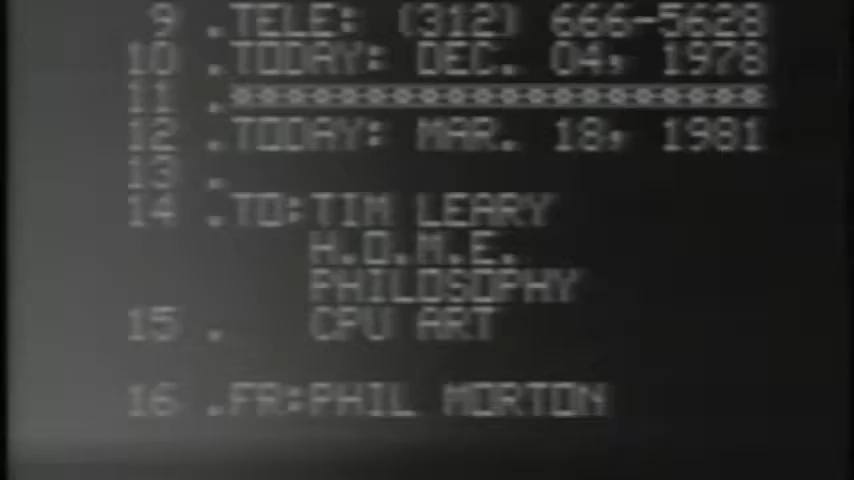 9 .TELE: (312) 666-5628
10 .TODAY: DEC. 04, 1978
11 .********************
12 .TODAY: MAR. 18, 1981
13 .
14 .TO:TIM LEARY
H.O.M.E.
PHILOSOPHY
15 . CPU ART
16 .FR:PHIL MORTON